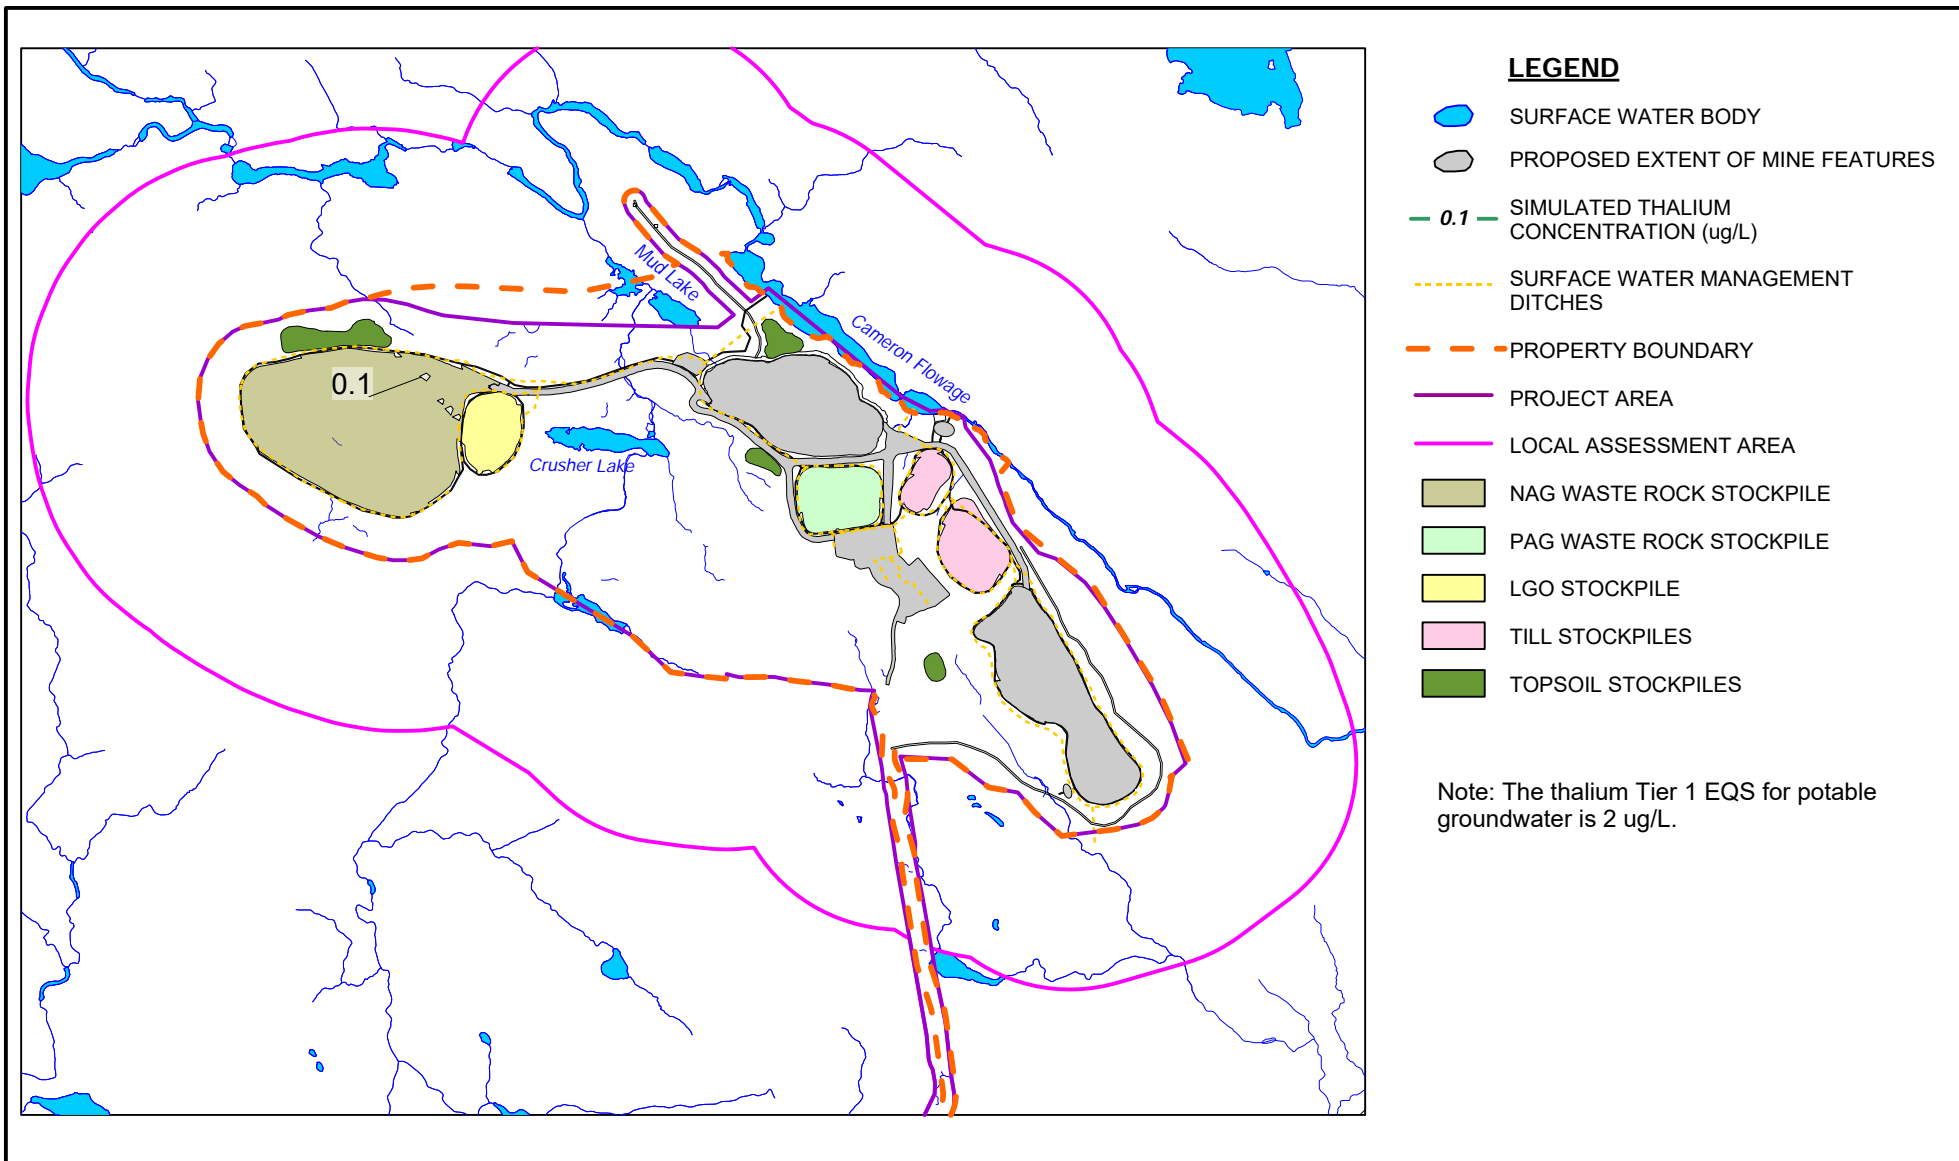 LEGEND
SURFACE WATER BODY
PROPOSED EXTENT OF MINE FEATURES
0.1
SIMULATED THALIUM
CONCENTRATION (ug/L)
SURFACE WATER MANAGEMENT
DITCHES
PROPERTY BOUNDARY
PROJECT AREA
LOCAL ASSESSMENT AREA
NAG WASTE ROCK STOCKPILE
PAG WASTE ROCK STOCKPILE
LGO STOCKPILE
TILL STOCKPILES
TOPSOIL STOCKPILES
Note: The thalium Tier 1 EQS for potable
groundwater is 2 ug/L.
Mud Lake
Cameron Flowage
0.1
Crusher Lake